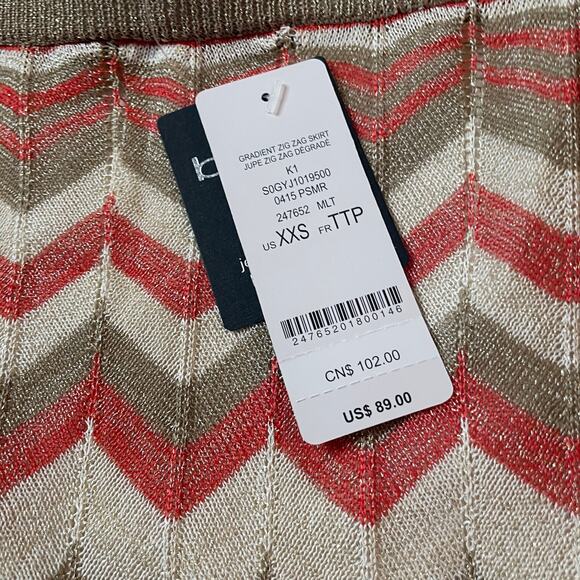 GRADIENT ZIG ZAG SKIRT
JUPE ZIG ZAG DÉGRADÉ
K1
S0GYJ1019500
0415 PSMR
247652 MLT
US XXS FR TTP
24765201800146
CN$ 102.00
US$ 89.00